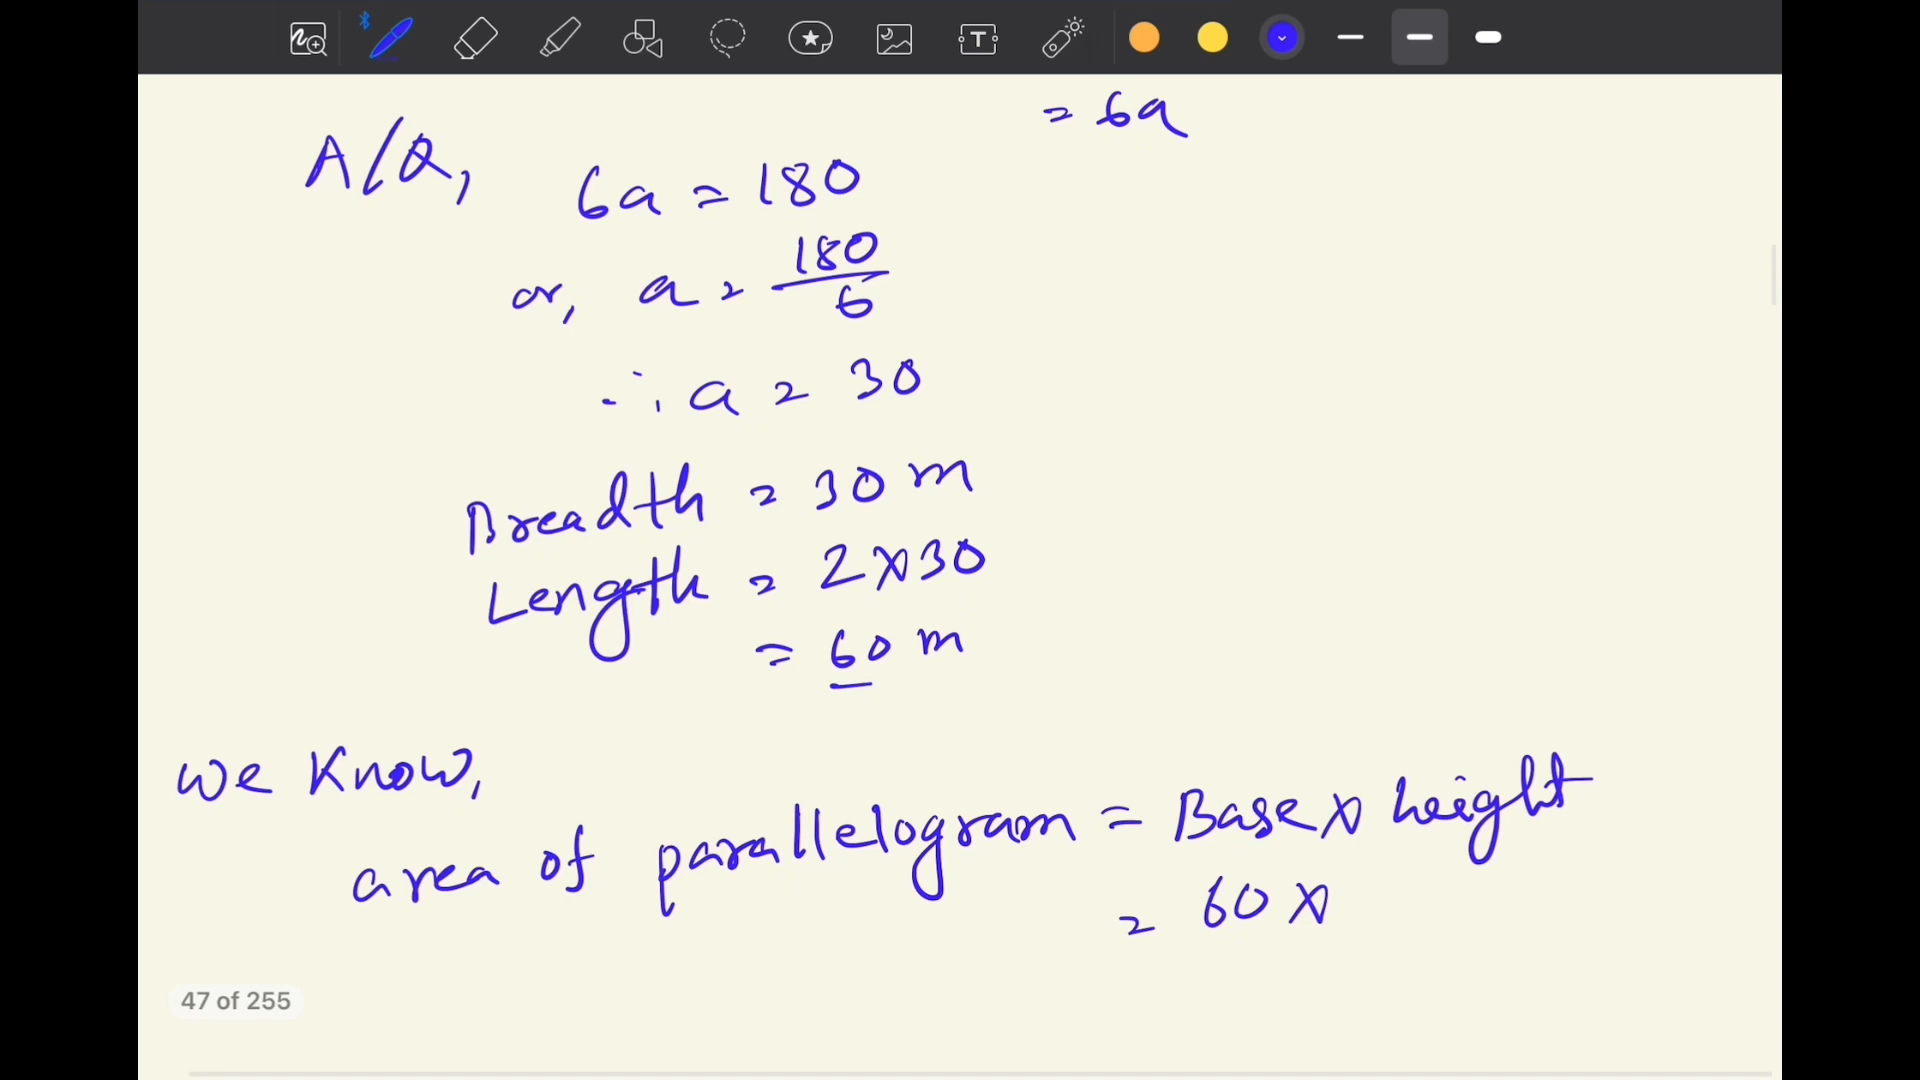 = 6a
A/Q, 6a = 180
or, a = 180/6
∴ a = 30
Breadth = 30 m
Length = 2 × 30
= 60 m
We Know,
area of parallelogram = Base × height
= 60 ×
47 of 255